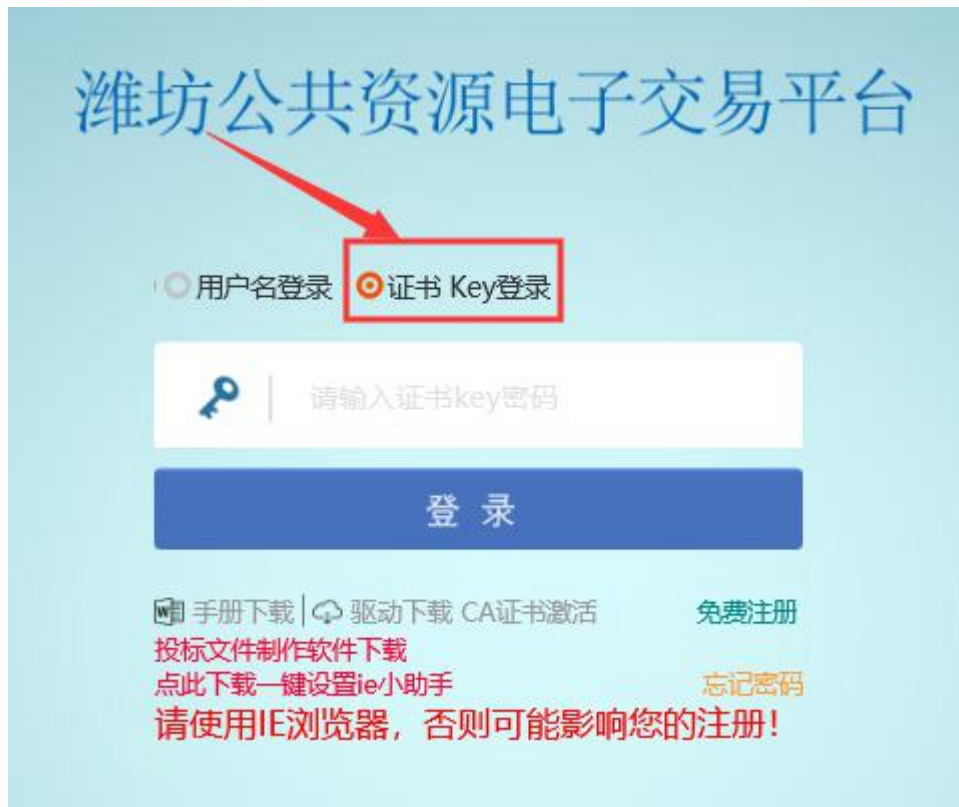 潍坊公共资源电子交易平台
用户名登录 证书 Key登录
请输入证书key密码
登 录
手册下载 驱动下载 CA证书激活 免费注册
投标文件制作软件下载
点此下载一键设置ie小助手 忘记密码
请使用IE浏览器，否则可能影响您的注册！